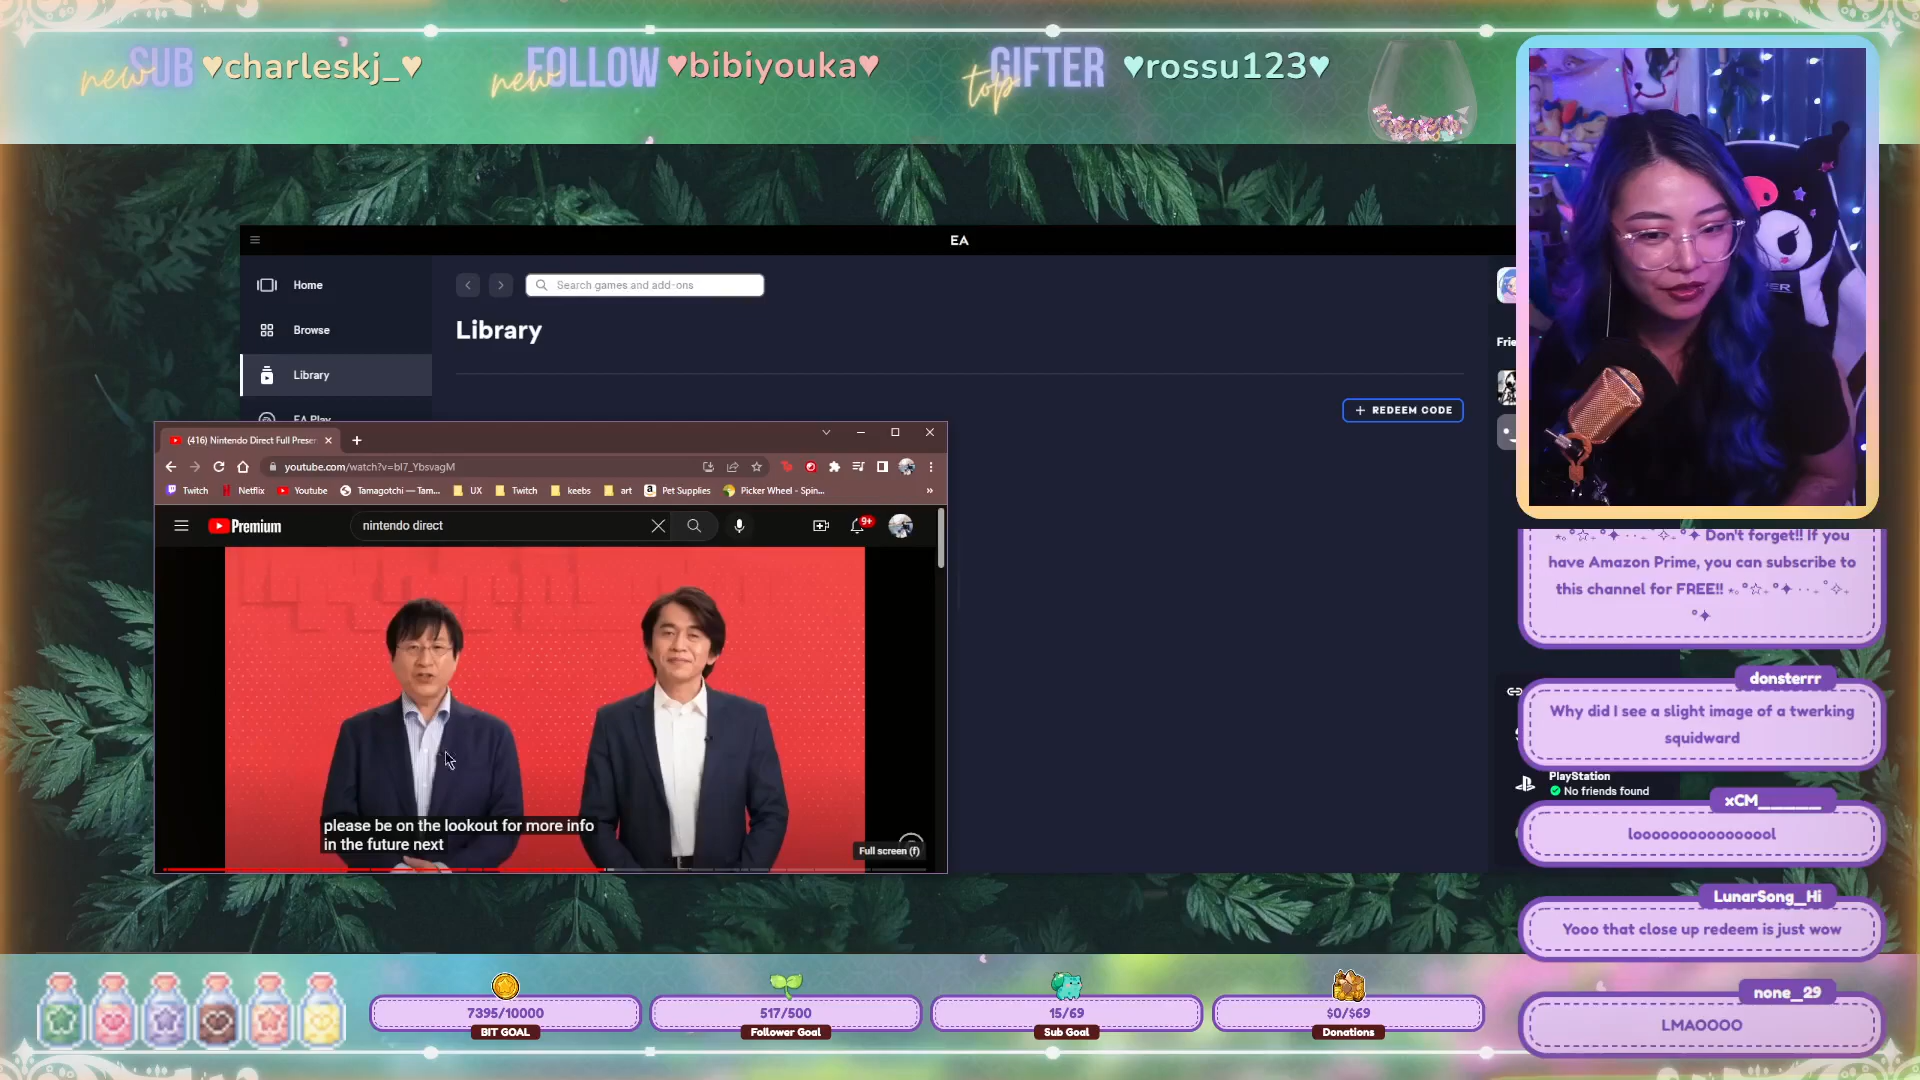 new SUB ♥charleskj_♥
new FOLLOW ♥bibiyouka♥
top GIFTER ♥rossu123♥
EA
Home
Browse
Library
EA Play
Search games and add-ons
Library
+ REDEEM CODE
(416) Nintendo Direct Full Preser
youtube.com/watch?v=bI7_YbsvagM
Twitch
Netflix
Youtube
Tamagotchi — Tam...
UX
Twitch
keebs
art
Pet Supplies
Picker Wheel - Spin...
»
Premium
nintendo direct
9+
please be on the lookout for more info
in the future next
Full screen (f)
Frie
Don't forget!! If you
have Amazon Prime, you can subscribe to
this channel for FREE!!
donsterrr
Why did I see a slight image of a twerking
squidward
PlayStation
No friends found
xCM_____
looooooooooooooool
LunarSong_Hi
Yooo that close up redeem is just wow
none_29
LMAOOOO
7395/10000
BIT GOAL
517/500
Follower Goal
15/69
Sub Goal
$0/$69
Donations